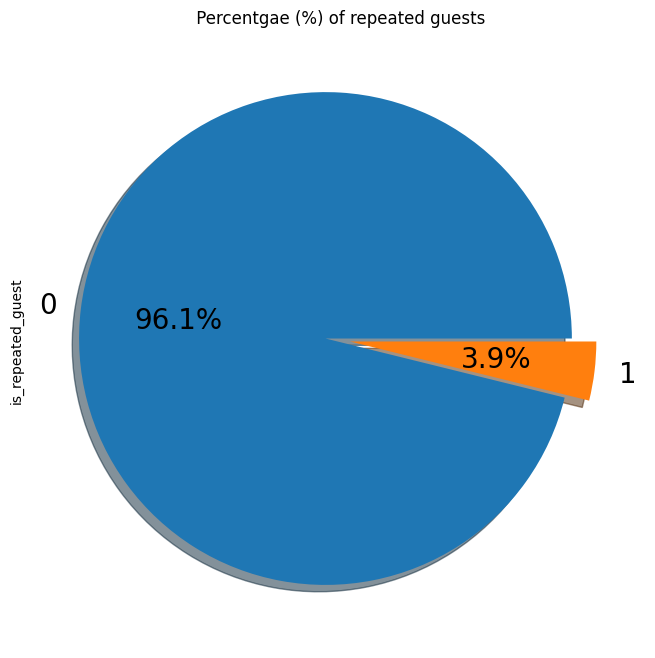 Percentgae (%) of repeated guests
is_repeated_guest
0
96.1%
3.9%
1